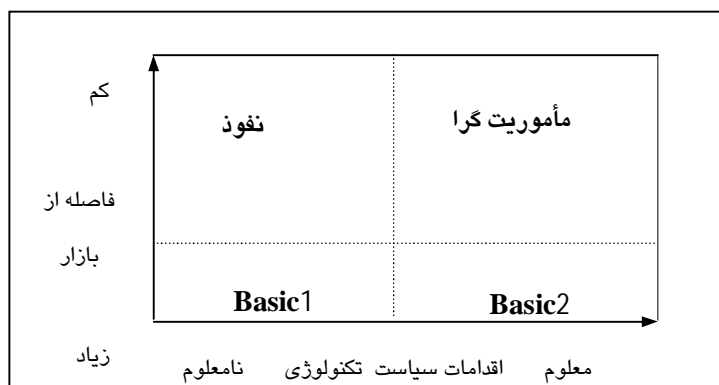 کم
نفوذ
مأموریت گرا
فاصله از
بازار
Basic1
Basic2
زیاد
نامعلوم تکنولوژی اقدامات سیاست معلوم